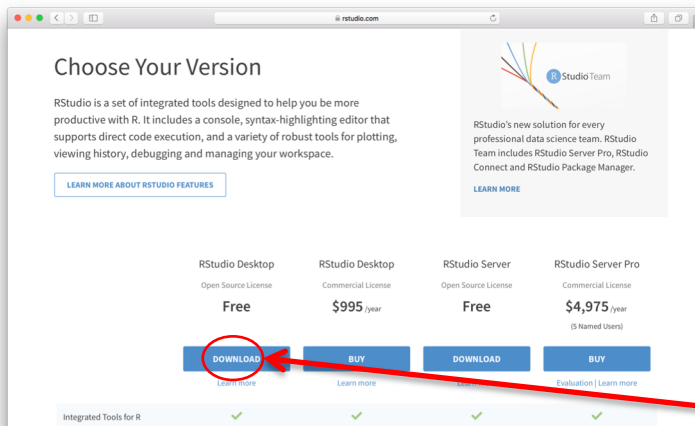 rstudio.com
Choose Your Version
RStudio is a set of integrated tools designed to help you be more
productive with R. It includes a console, syntax-highlighting editor that
supports direct code execution, and a variety of robust tools for plotting,
viewing history, debugging and managing your workspace.
LEARN MORE ABOUT RSTUDIO FEATURES
R Studio Team
RStudio's new solution for every
professional data science team. RStudio
Team includes RStudio Server Pro, RStudio
Connect and RStudio Package Manager.
LEARN MORE
RStudio Desktop RStudio Desktop RStudio Server RStudio Server Pro
Open Source License Commercial License Open Source License Commercial License
Free $995 /year Free $4,975 /year
(5 Named Users)
DOWNLOAD BUY DOWNLOAD BUY
Learn more Learn more Learn more Evaluation | Learn more
Integrated Tools for R